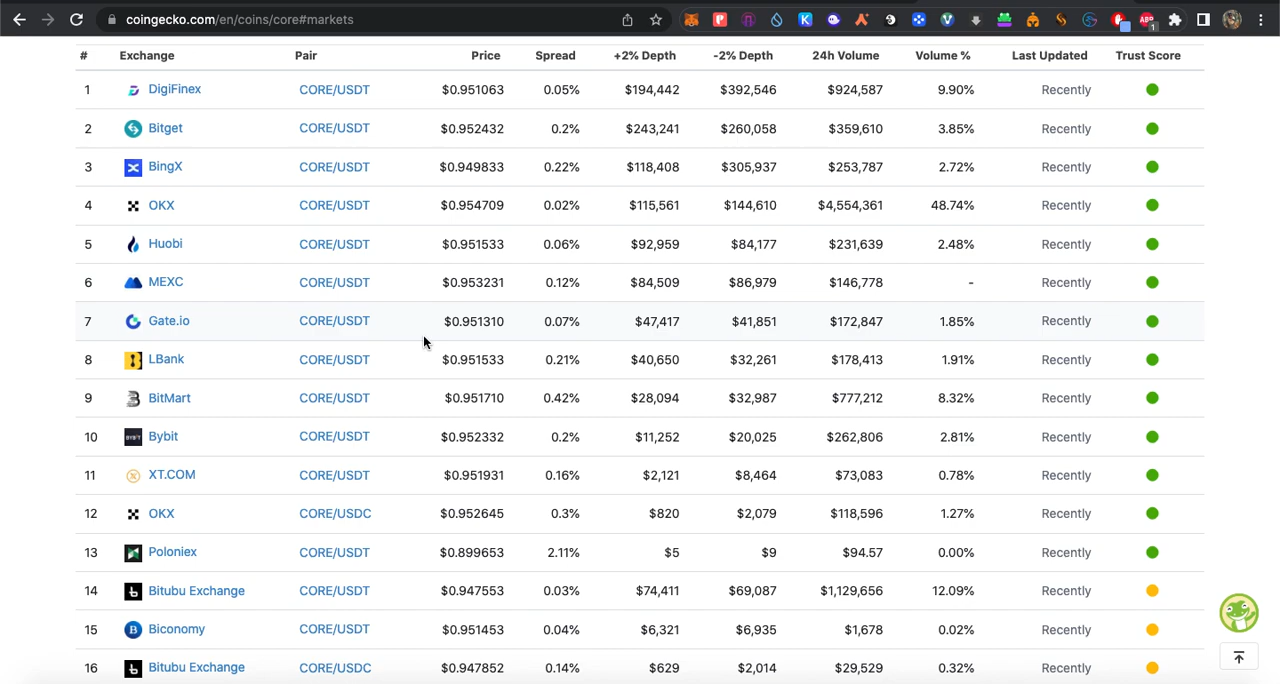 coingecko.com/en/coins/core#markets
# Exchange Pair Price Spread +2% Depth -2% Depth 24h Volume Volume % Last Updated Trust Score
1 DigiFinex CORE/USDT $0.951063 0.05% $194,442 $392,546 $924,587 9.90% Recently
2 Bitget CORE/USDT $0.952432 0.2% $243,241 $260,058 $359,610 3.85% Recently
3 BingX CORE/USDT $0.949833 0.22% $118,408 $305,937 $253,787 2.72% Recently
4 OKX CORE/USDT $0.954709 0.02% $115,561 $144,610 $4,554,361 48.74% Recently
5 Huobi CORE/USDT $0.951533 0.06% $92,959 $84,177 $231,639 2.48% Recently
6 MEXC CORE/USDT $0.953231 0.12% $84,509 $86,979 $146,778 - Recently
7 Gate.io CORE/USDT $0.951310 0.07% $47,417 $41,851 $172,847 1.85% Recently
8 LBank CORE/USDT $0.951533 0.21% $40,650 $32,261 $178,413 1.91% Recently
9 BitMart CORE/USDT $0.951710 0.42% $28,094 $32,987 $777,212 8.32% Recently
10 Bybit CORE/USDT $0.952332 0.2% $11,252 $20,025 $262,806 2.81% Recently
11 XT.COM CORE/USDT $0.951931 0.16% $2,121 $8,464 $73,083 0.78% Recently
12 OKX CORE/USDC $0.952645 0.3% $820 $2,079 $118,596 1.27% Recently
13 Poloniex CORE/USDT $0.899653 2.11% $5 $9 $94.57 0.00% Recently
14 Bitubu Exchange CORE/USDT $0.947553 0.03% $74,411 $69,087 $1,129,656 12.09% Recently
15 Biconomy CORE/USDT $0.951453 0.04% $6,321 $6,935 $1,678 0.02% Recently
16 Bitubu Exchange CORE/USDC $0.947852 0.14% $629 $2,014 $29,529 0.32% Recently